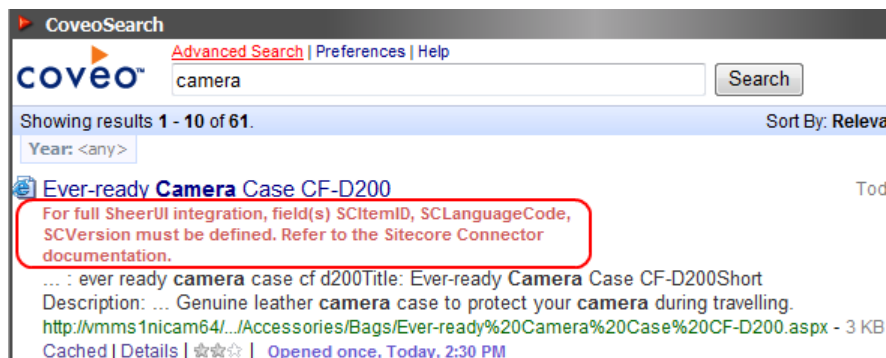 CoveoSearch
Advanced Search | Preferences | Help
coveo™
camera
Search
Showing results 1 - 10 of 61.
Sort By: Releva
Year: <any>
Ever-ready Camera Case CF-D200
Tod
For full SheerUI integration, field(s) SCItemID, SCLanguageCode,
SCVersion must be defined. Refer to the Sitecore Connector
documentation.
... : ever ready camera case cf d200Title: Ever-ready Camera Case CF-D200Short
Description: ... Genuine leather camera case to protect your camera during travelling.
http://vmms1nicam64/.../Accessories/Bags/Ever-ready%20Camera%20Case%20CF-D200.aspx - 3 KB
Cached | Details | | Opened once, Today, 2:30 PM